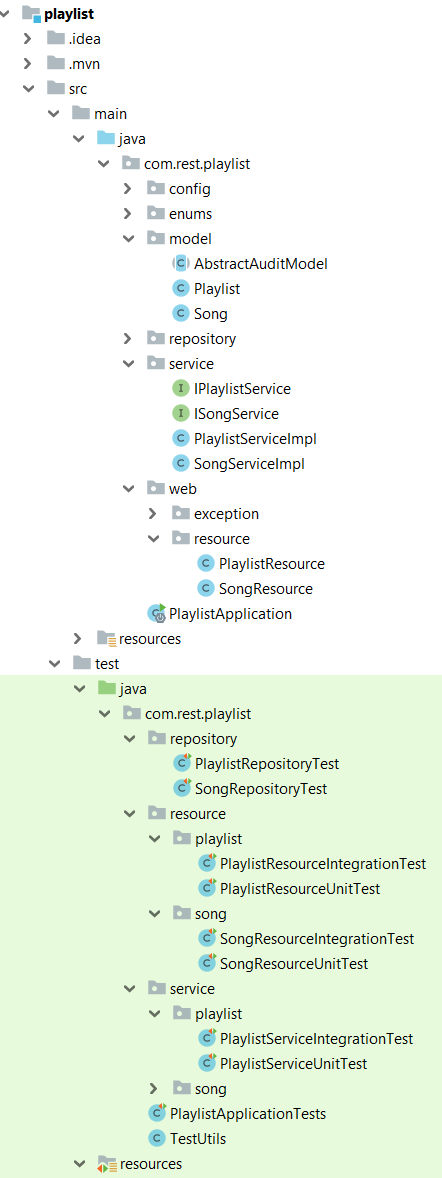 playlist
.idea
.mvn
src
main
java
com.rest.playlist
config
enums
model
AbstractAuditModel
Playlist
Song
repository
service
IPlaylistService
ISongService
PlaylistServiceImpl
SongServiceImpl
web
exception
resource
PlaylistResource
SongResource
PlaylistApplication
resources
test
java
com.rest.playlist
repository
PlaylistRepositoryTest
SongRepositoryTest
resource
playlist
PlaylistResourceIntegrationTest
PlaylistResourceUnitTest
song
SongResourceIntegrationTest
SongResourceUnitTest
service
playlist
PlaylistServiceIntegrationTest
PlaylistServiceUnitTest
song
PlaylistApplicationTests
TestUtils
resources